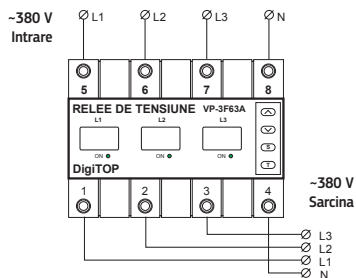 ~380 V
Intrare
L1
L2
L3
N
5
6
7
8
RELEE DE TENSIUNE VP-3F63A
L1
L2
L3
ON
ON
ON
S
T
DigiTOP
1
2
3
4
~380 V
Sarcina
L3
L2
L1
N